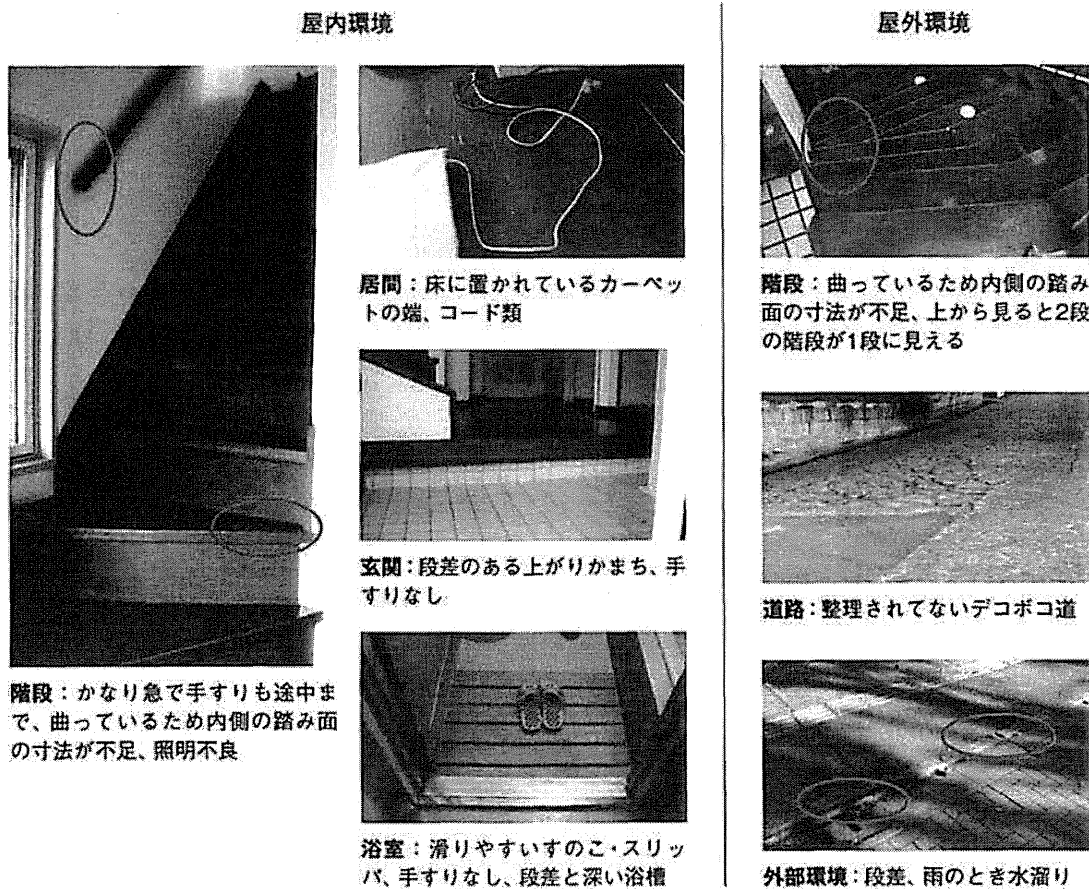 屋内環境
階段：かなり急で手すりも途中ま
で、曲っているため内側の踏み面
の寸法が不足、照明不良
居間：床に置かれているカーペッ
トの端、コード類
玄関：段差のある上がりかまち、手
すりなし
浴室：滑りやすいすのこ・スリッ
パ、手すりなし、段差と深い浴槽
屋外環境
階段：曲っているため内側の踏み
面の寸法が不足、上から見ると2段
の階段が1段に見える
道路：整理されてないデコボコ道
外部環境：段差、雨のとき水溜り